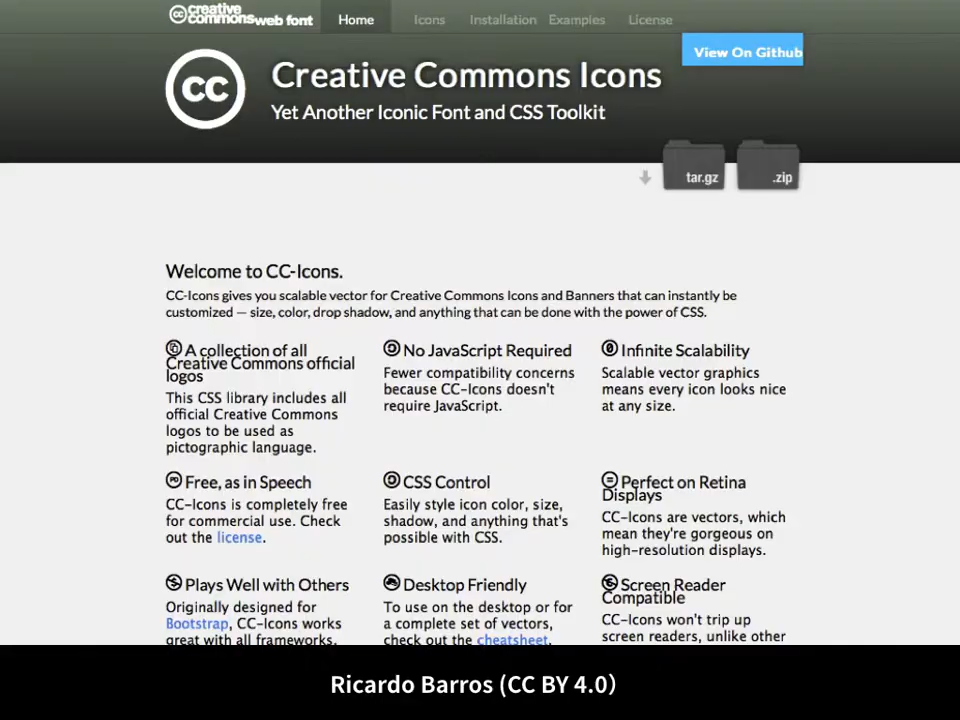 creative
commons web font
Home
Icons
Installation
Examples
License
View On Github
CC
Creative Commons Icons
Yet Another Iconic Font and CSS Toolkit
tar.gz
.zip
Welcome to CC-Icons.
CC-Icons gives you scalable vector for Creative Commons Icons and Banners that can instantly be
customized — size, color, drop shadow, and anything that can be done with the power of CSS.
A collection of all
Creative Commons official
logos
This CSS library includes all
official Creative Commons
logos to be used as
pictographic language.
No JavaScript Required
Fewer compatibility concerns
because CC-Icons doesn't
require JavaScript.
Infinite Scalability
Scalable vector graphics
means every icon looks nice
at any size.
Free, as in Speech
CC-Icons is completely free
for commercial use. Check
out the license.
CSS Control
Easily style icon color, size,
shadow, and anything that's
possible with CSS.
Perfect on Retina
Displays
CC-Icons are vectors, which
mean they're gorgeous on
high-resolution displays.
Plays Well with Others
Originally designed for
Bootstrap, CC-Icons works
great with all frameworks.
Desktop Friendly
To use on the desktop or for
a complete set of vectors,
check out the cheatsheet.
Screen Reader
Compatible
CC-Icons won't trip up
screen readers, unlike other
Ricardo Barros (CC BY 4.0)